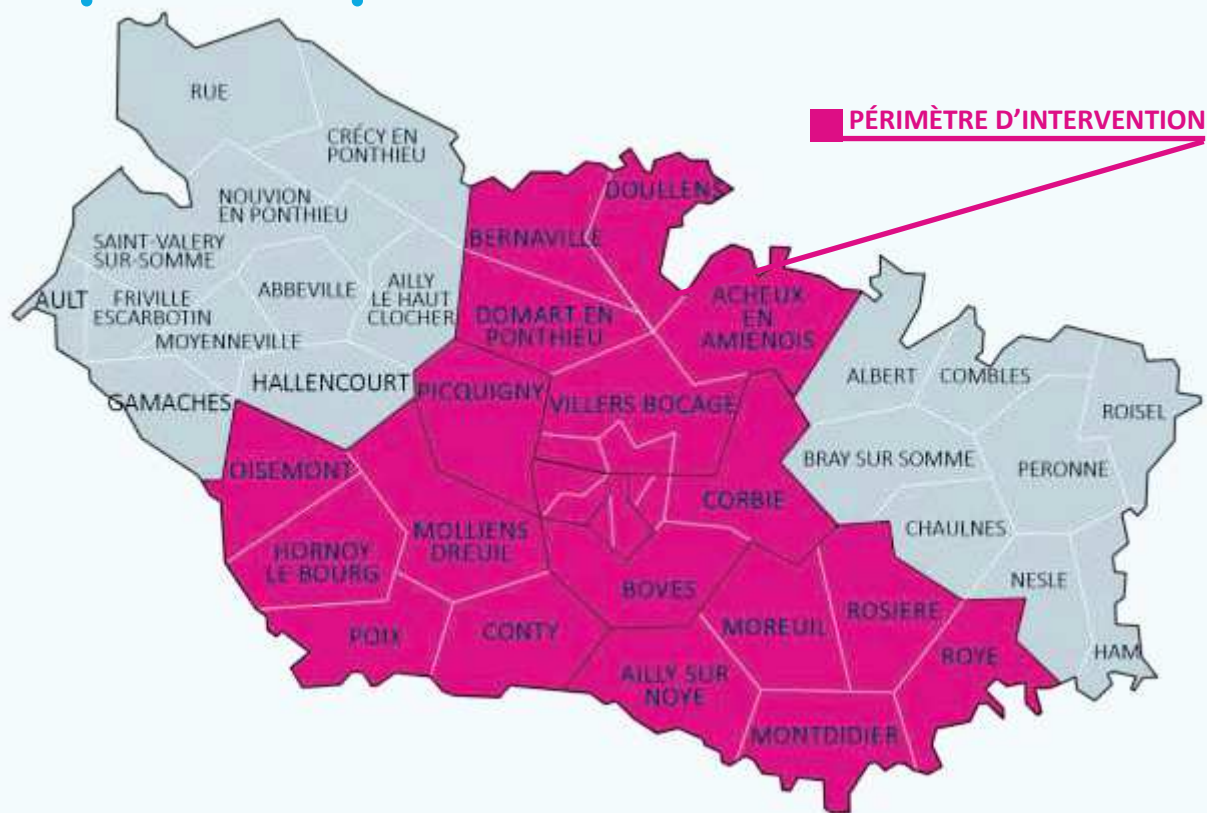 PÉRIMÈTRE D'INTERVENTION
RUE
CRÉCY EN
PONTHIEU
NOUVION
EN PONTHIEU
SAINT-VALERY
SUR-SOMME
AULT
FRIVILLE
ESCARBOTIN
ABBEVILLE
AILLY
LE HAUT
CLOCHER
MOYENNEVILLE
GAMACHES
HALLENCOURT
DOULLENS
BERNAVILLE
DOMART EN
PONTHIEU
ACHEUX
EN
AMIENOIS
PICQUIGNY
VILLERS BOCAGE
ALBERT
COMBLES
ROISEL
BRAY SUR SOMME
PERONNE
OISEMONT
CORBIE
CHAULNES
HORNOY
LE BOURG
MOLLIENS
DREUIL
BOVES
NESLE
HAM
POIX
CONTY
MOREUIL
ROSIERE
ROYE
AILLY SUR
NOYE
MONTDIDIER